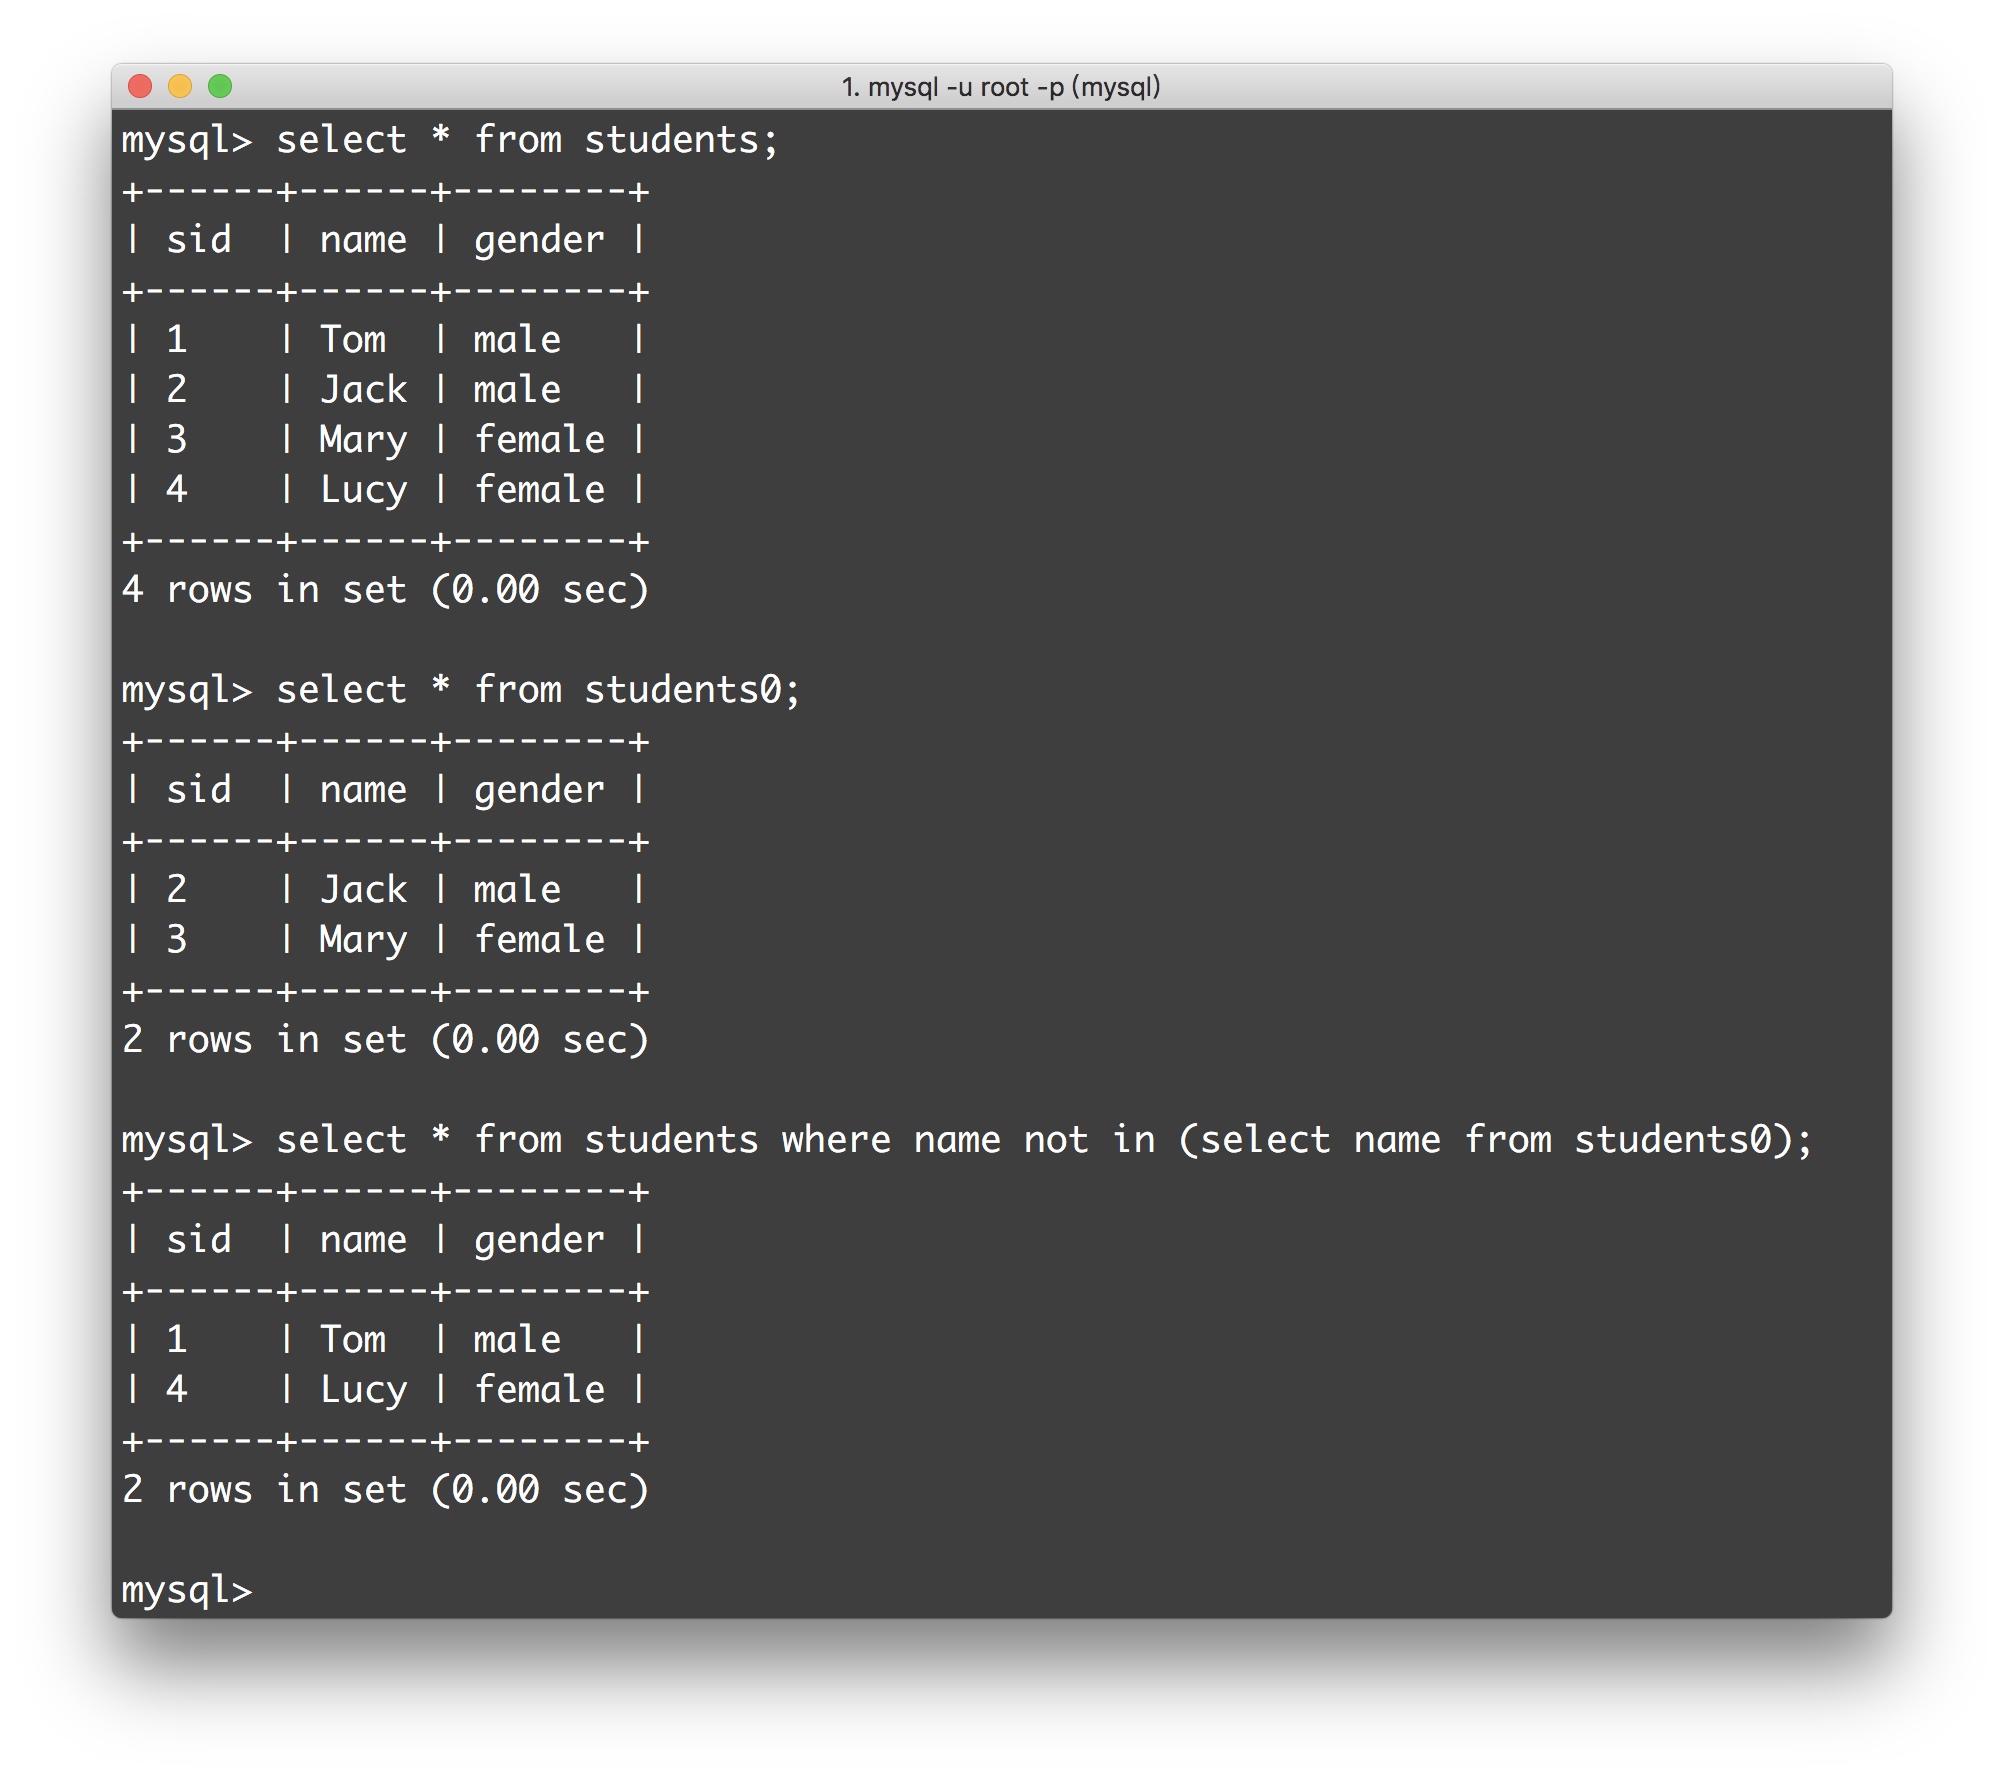 1. mysql -u root -p (mysql)
mysql> select * from students;
+------+------+--------+
| sid  | name | gender |
+------+------+--------+
| 1    | Tom  | male   |
| 2    | Jack | male   |
| 3    | Mary | female |
| 4    | Lucy | female |
+------+------+--------+
4 rows in set (0.00 sec)
mysql> select * from students0;
+------+------+--------+
| sid  | name | gender |
+------+------+--------+
| 2    | Jack | male   |
| 3    | Mary | female |
+------+------+--------+
2 rows in set (0.00 sec)
mysql> select * from students where name not in (select name from students0);
+------+------+--------+
| sid  | name | gender |
+------+------+--------+
| 1    | Tom  | male   |
| 4    | Lucy | female |
+------+------+--------+
2 rows in set (0.00 sec)
mysql>